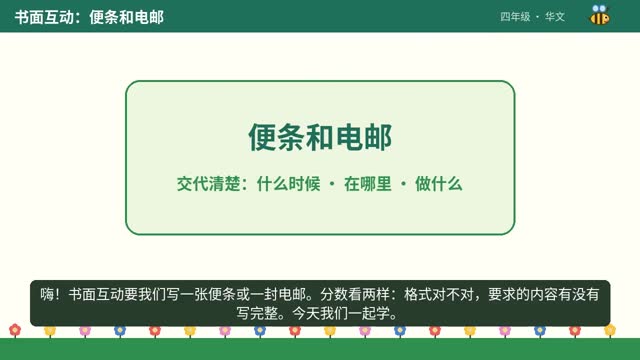 书面互动：便条和电邮
四年级 · 华文
便条和电邮
交代清楚：什么时候 · 在哪里 · 做什么
嗨！书面互动要我们写一张便条或一封电邮。分数看两样：格式对不对，要求的内容有没有
写完整。今天我们一起学。